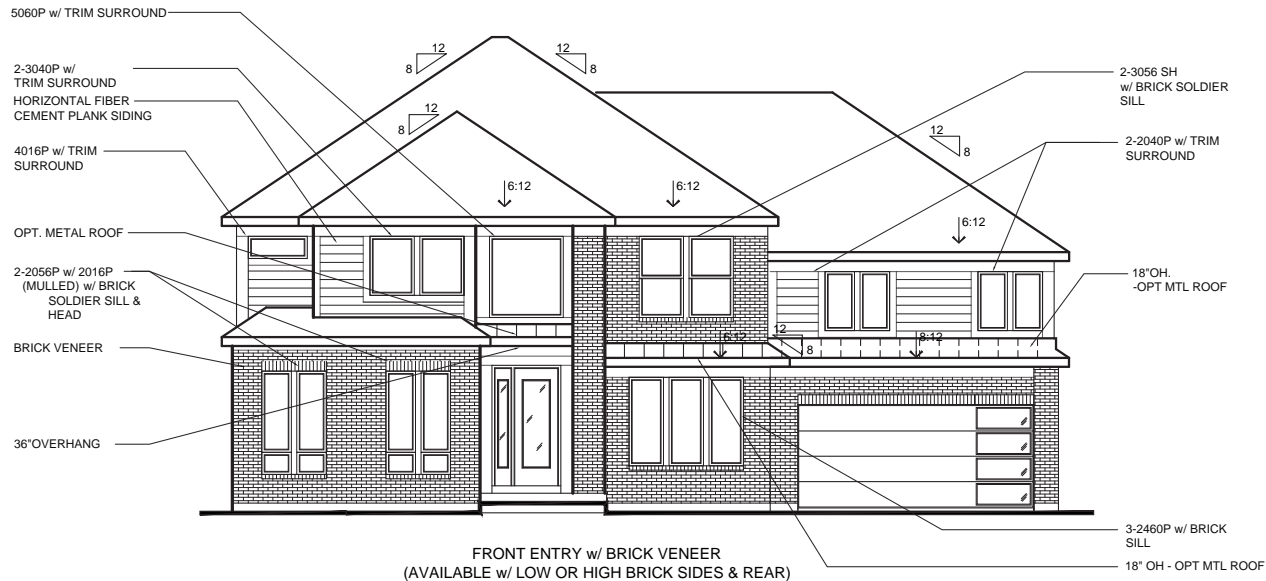 5060P w/ TRIM SURROUND
2-3040P w/
TRIM SURROUND
HORIZONTAL FIBER
CEMENT PLANK SIDING
4016P w/ TRIM
SURROUND
OPT. METAL ROOF
2-2056P w/ 2016P
(MULLED) w/ BRICK
SOLDIER SILL &
HEAD
BRICK VENEER
36"OVERHANG
12
8
12
8
12
8
12
8
6:12
6:12
6:12
6:12
12
8
8:12
2-3056 SH
w/ BRICK SOLDIER
SILL
2-2040P w/ TRIM
SURROUND
18"OH.
-OPT MTL ROOF
3-2460P w/ BRICK
SILL
18" OH - OPT MTL ROOF
FRONT ENTRY w/ BRICK VENEER
(AVAILABLE w/ LOW OR HIGH BRICK SIDES & REAR)